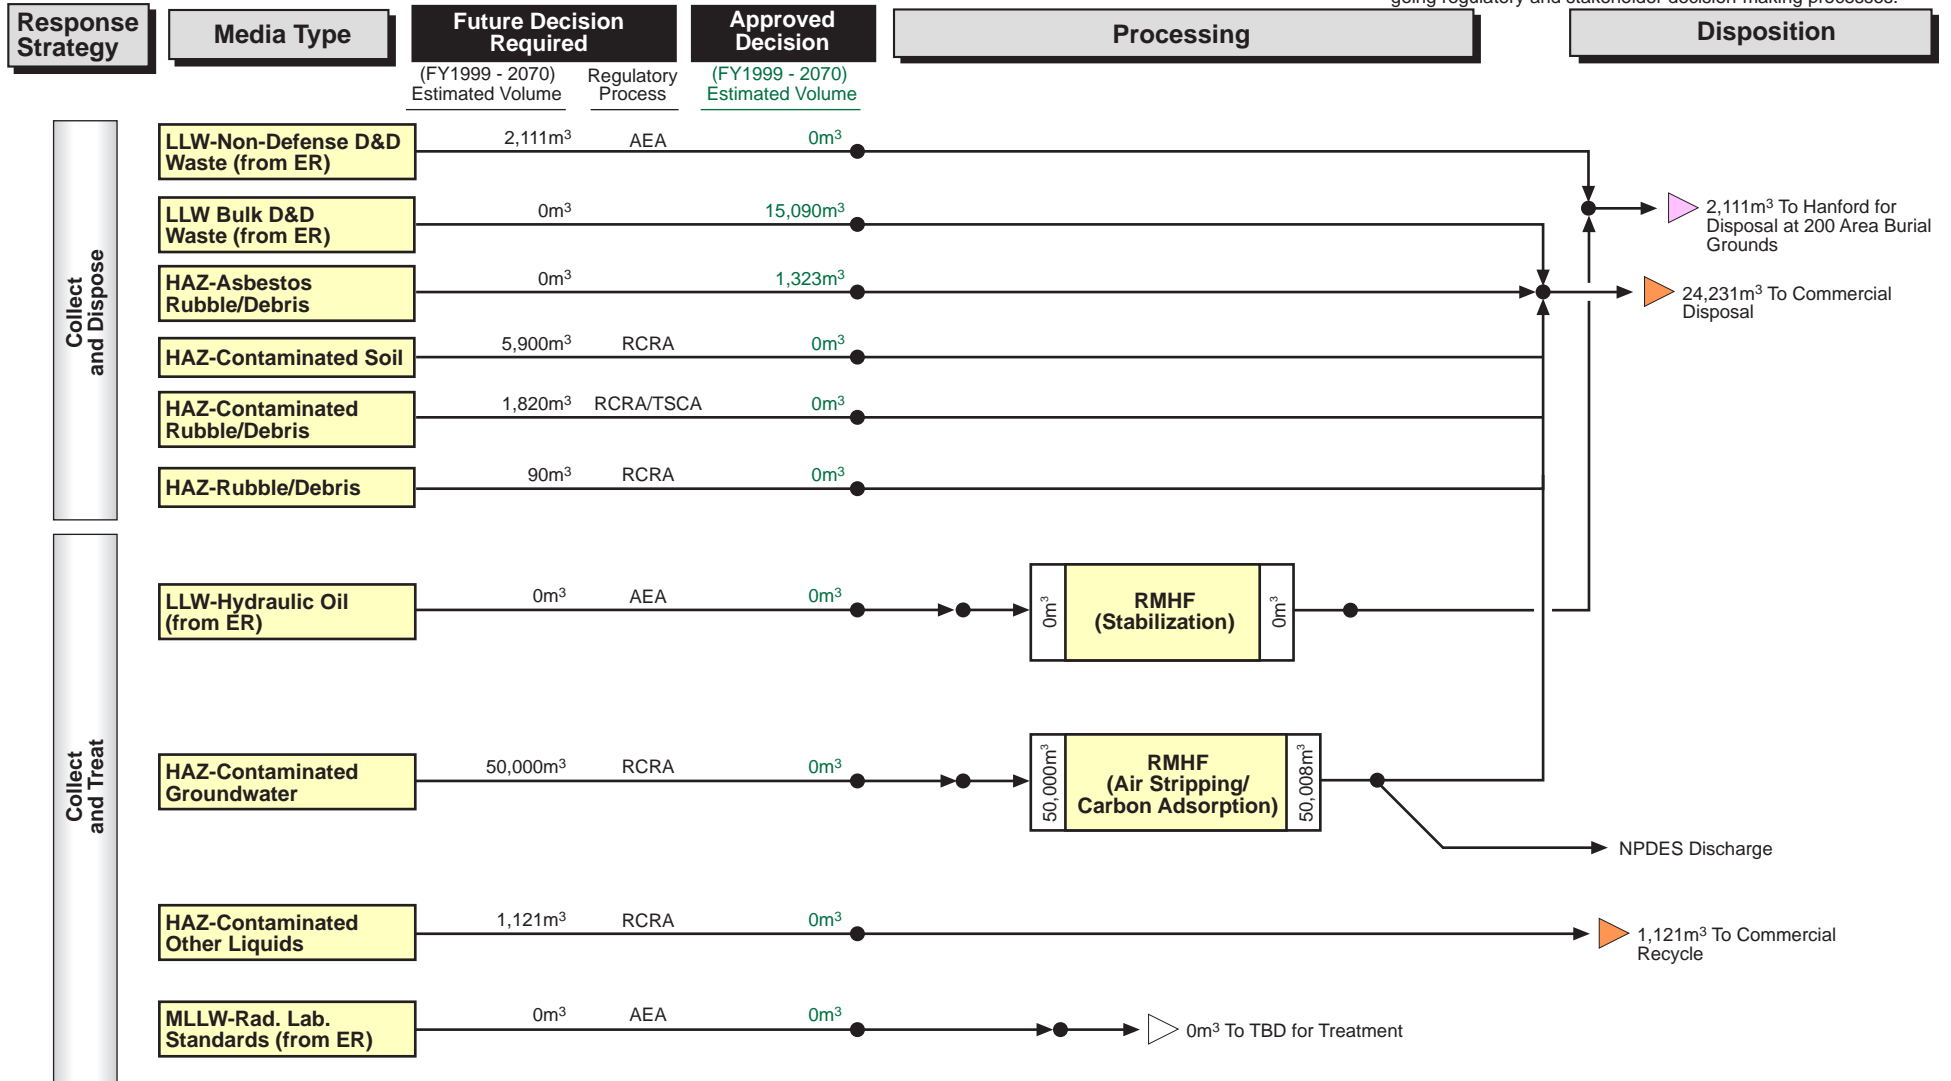 going regulatory and stakeholder decision-making processes.
Response
Strategy
Media Type
Future Decision
Required
Approved
Decision
Processing
Disposition
(FY1999 - 2070)
Estimated Volume
Regulatory
Process
(FY1999 - 2070)
Estimated Volume
Collect
and Dispose
LLW-Non-Defense D&D
Waste (from ER)
2,111m³
AEA
0m³
LLW Bulk D&D
Waste (from ER)
0m³
15,090m³
2,111m³ To Hanford for
Disposal at 200 Area Burial
Grounds
HAZ-Asbestos
Rubble/Debris
0m³
1,323m³
24,231m³ To Commercial
Disposal
HAZ-Contaminated Soil
5,900m³
RCRA
0m³
HAZ-Contaminated
Rubble/Debris
1,820m³
RCRA/TSCA
0m³
HAZ-Rubble/Debris
90m³
RCRA
0m³
Collect
and Treat
LLW-Hydraulic Oil
(from ER)
0m³
AEA
0m³
0m³
RMHF
(Stabilization)
0m³
HAZ-Contaminated
Groundwater
50,000m³
RCRA
0m³
50,000m³
RMHF
(Air Stripping/
Carbon Adsorption)
50,008m³
NPDES Discharge
HAZ-Contaminated
Other Liquids
1,121m³
RCRA
0m³
1,121m³ To Commercial
Recycle
MLLW-Rad. Lab.
Standards (from ER)
0m³
AEA
0m³
0m³ To TBD for Treatment